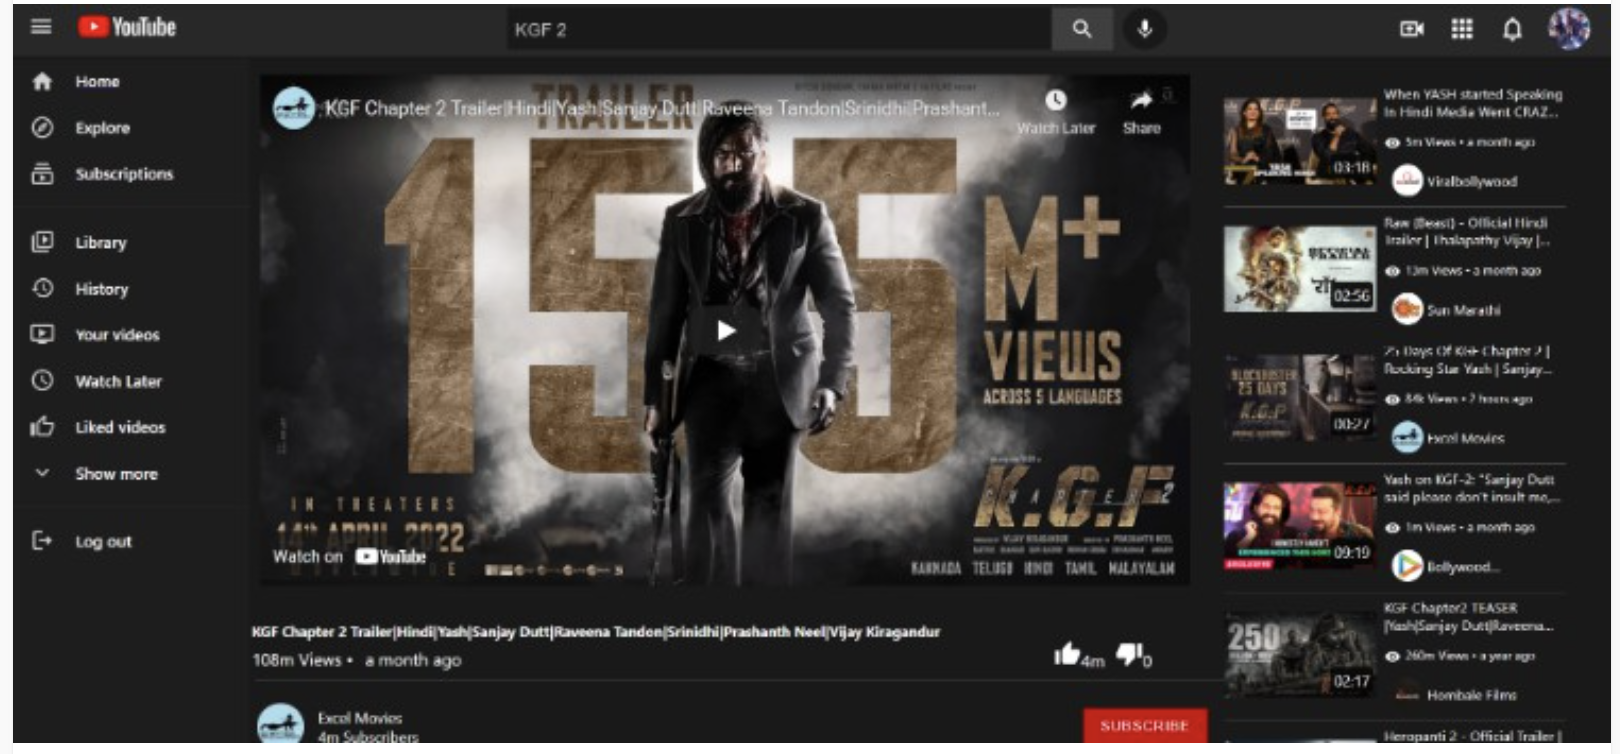 YouTube
KGF 2
Home
Explore
Subscriptions
Library
History
Your videos
Watch Later
Liked videos
Show more
Log out
TRAILER
KGF Chapter 2 Trailer|Hindi|Yash|Sanjay Dutt|Raveena Tandon|Srinidhi|Prashant...
Watch Later
Share
155
M+
VIEWS
ACROSS 5 LANGUAGES
IN THEATERS
14th APRIL 2022
Watch on YouTube
K.G.F
CHAPTER 2
KANNADA TELUGU HINDI TAMIL MALAYALAM
KGF Chapter 2 Trailer|Hindi|Yash|Sanjay Dutt|Raveena Tandon|Srinidhi|Prashanth Neel|Vijay Kiragandur
108m Views • a month ago
4m
0
Excel Movies
4m Subscribers
SUBSCRIBE
When YASH started Speaking
In Hindi Media Went CRAZ...
5m Views • a month ago
03:18
Viralbollywood
Raw (Beast) - Official Hindi
Trailer | Thalapathy Vijay |...
13m Views • a month ago
02:56
Sun Marathi
25 Days Of KGF Chapter 2 |
Rocking Star Yash | Sanjay...
BLOCKBUSTER
25 DAYS
K.G.F
84k Views • 7 hours ago
00:27
Excel Movies
Yash on KGF-2: "Sanjay Dutt
said please don't insult me,...
1m Views • a month ago
09:19
Bollywood...
KGF Chapter2 TEASER
|Yash|Sanjay Dutt|Raveena...
250
260m Views • a year ago
02:17
Hombale Films
Heropanti 2 - Official Trailer |